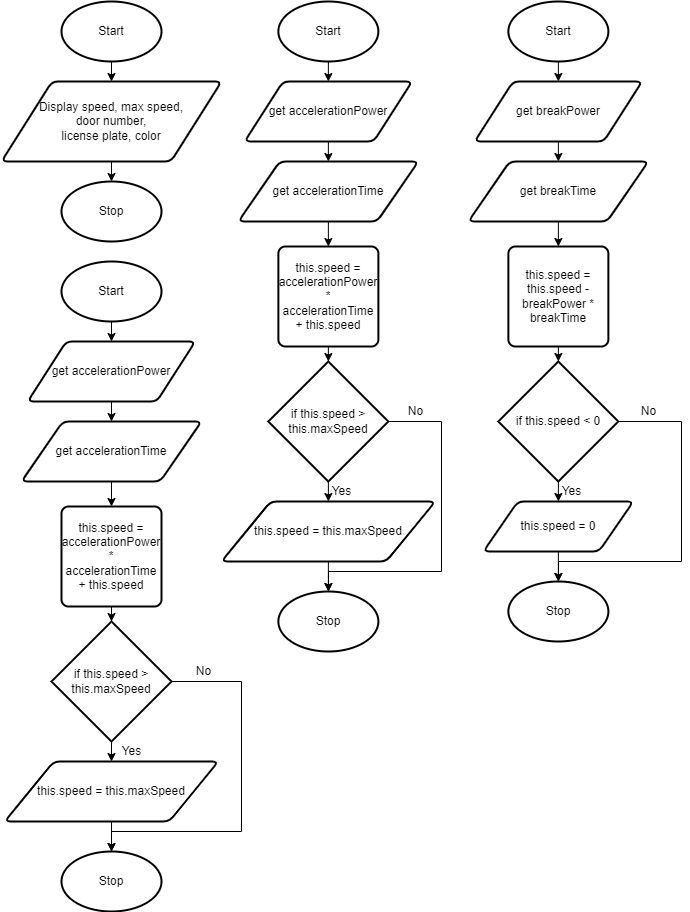 Start
Display speed, max speed,
door number,
license plate, color
Stop
Start
get accelerationPower
get accelerationTime
this.speed =
accelerationPower
*
accelerationTime
+ this.speed
if this.speed >
this.maxSpeed
No
Yes
this.speed = this.maxSpeed
Stop
Start
get accelerationPower
get accelerationTime
this.speed =
accelerationPower
*
accelerationTime
+ this.speed
if this.speed >
this.maxSpeed
No
Yes
this.speed = this.maxSpeed
Stop
Start
get breakPower
get breakTime
this.speed =
this.speed -
breakPower *
breakTime
if this.speed < 0
No
Yes
this.speed = 0
Stop